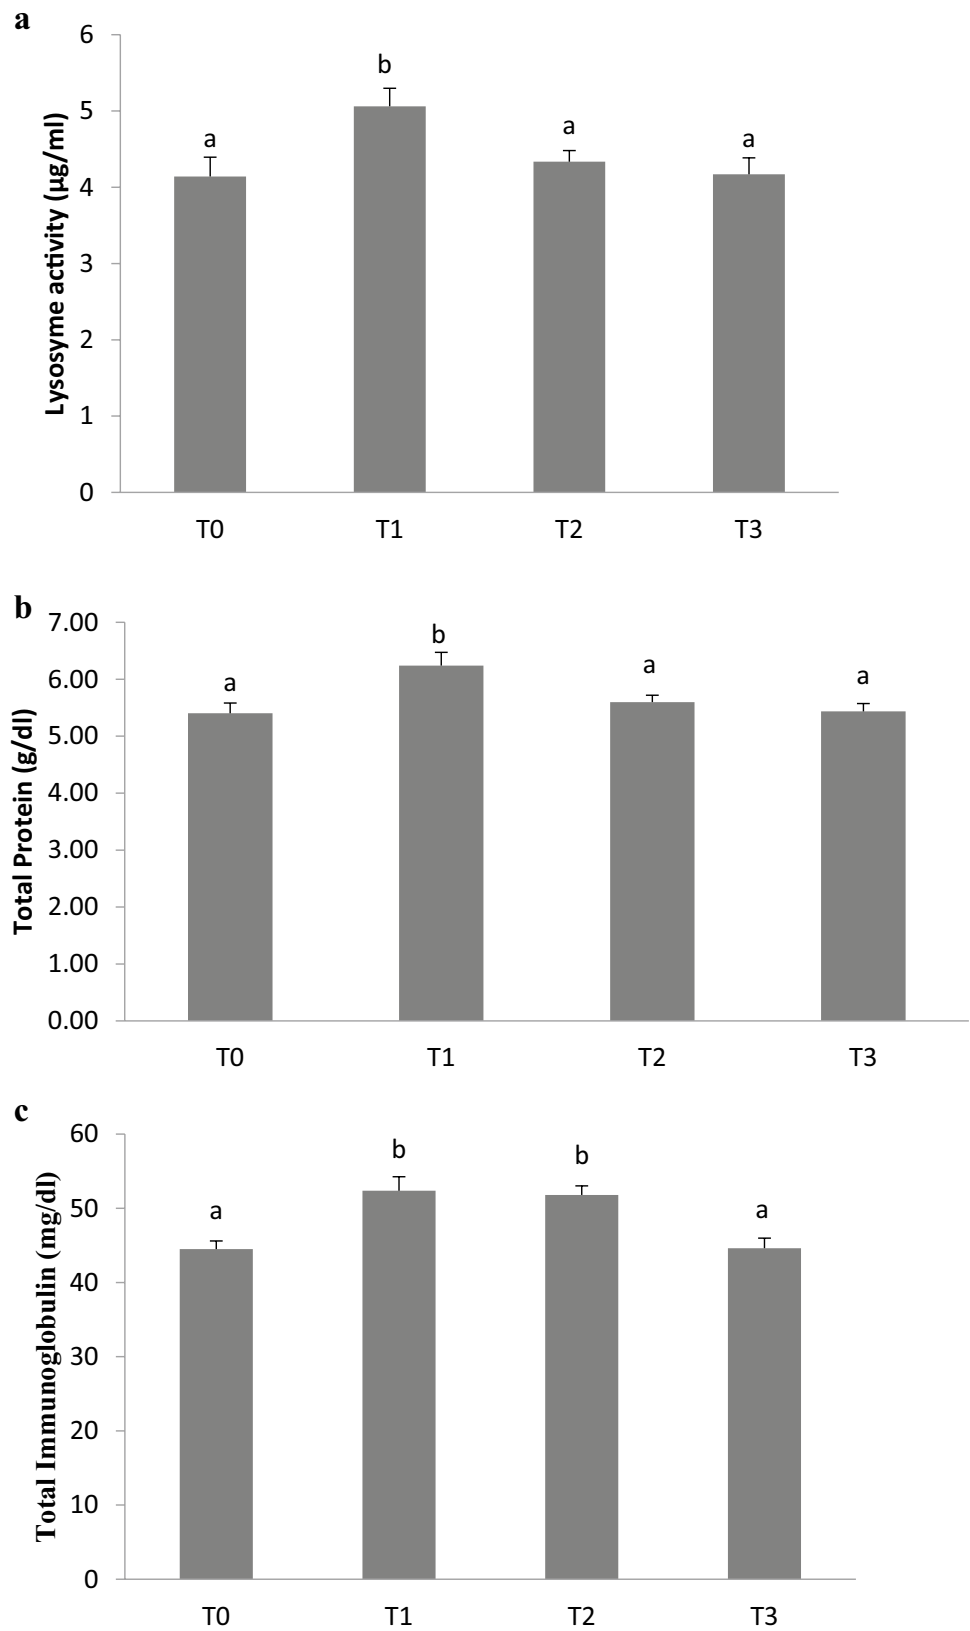 a
Lysosyme activity (µg/ml)
6
5
4
3
2
1
0
a
b
a
a
T0 T1 T2 T3
b
Total Protein (g/dl)
7.00
6.00
5.00
4.00
3.00
2.00
1.00
0.00
a
b
a
a
T0 T1 T2 T3
c
Total Immunoglobulin (mg/dl)
60
50
40
30
20
10
0
a
b
b
a
T0 T1 T2 T3